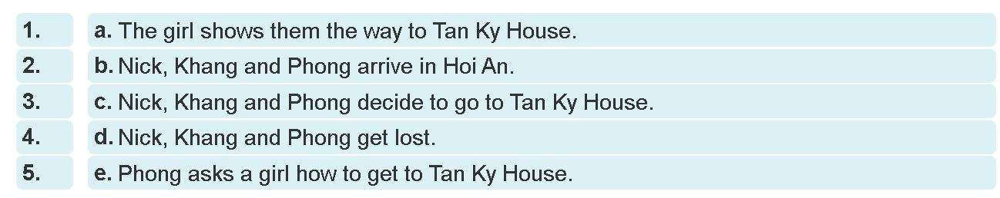 1. a. The girl shows them the way to Tan Ky House.
2. b. Nick, Khang and Phong arrive in Hoi An.
3. c. Nick, Khang and Phong decide to go to Tan Ky House.
4. d. Nick, Khang and Phong get lost.
5. e. Phong asks a girl how to get to Tan Ky House.